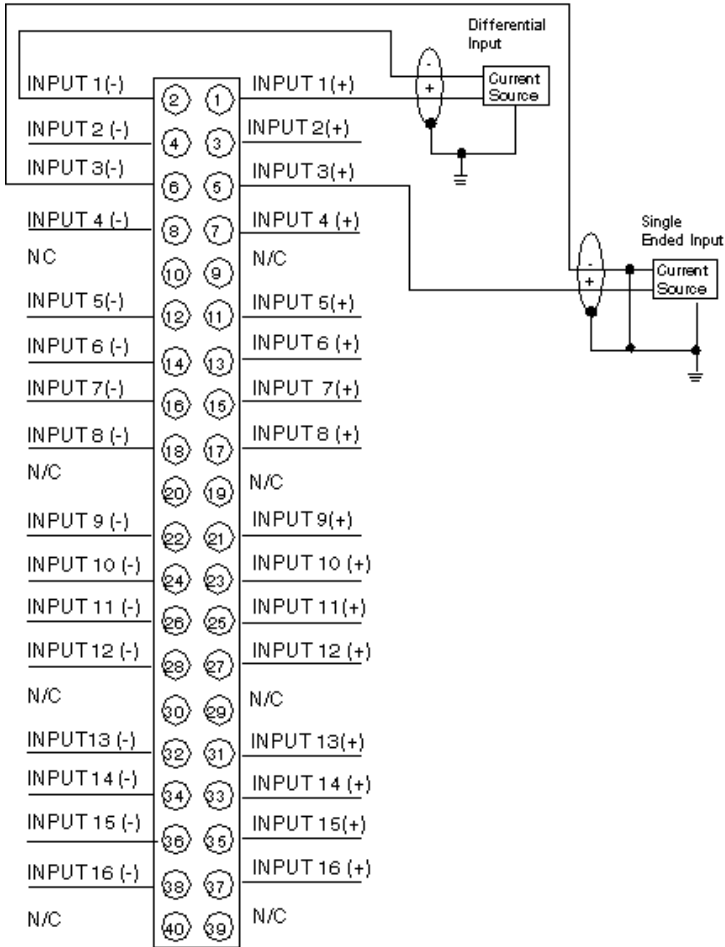 Differential
Input
Current
Source
INPUT 1(-) 2 1 INPUT 1(+)
INPUT 2 (-) 4 3 INPUT 2(+)
INPUT 3(-) 6 5 INPUT 3(+)
INPUT 4 (-) 8 7 INPUT 4 (+)
NC 10 9 N/C
Single
Ended Input
Current
Source
INPUT 5(-) 12 11 INPUT 5(+)
INPUT 6 (-) 14 13 INPUT 6 (+)
INPUT 7(-) 16 15 INPUT 7(+)
INPUT 8 (-) 18 17 INPUT 8 (+)
N/C 20 19 N/C
INPUT 9 (-) 22 21 INPUT 9(+)
INPUT 10 (-) 24 23 INPUT 10 (+)
INPUT 11 (-) 26 25 INPUT 11(+)
INPUT 12 (-) 28 27 INPUT 12 (+)
N/C 30 29 N/C
INPUT13 (-) 32 31 INPUT 13(+)
INPUT 14 (-) 34 33 INPUT 14 (+)
INPUT 15 (-) 36 35 INPUT 15(+)
INPUT 16 (-) 38 37 INPUT 16 (+)
N/C 40 39 N/C
- +
- +